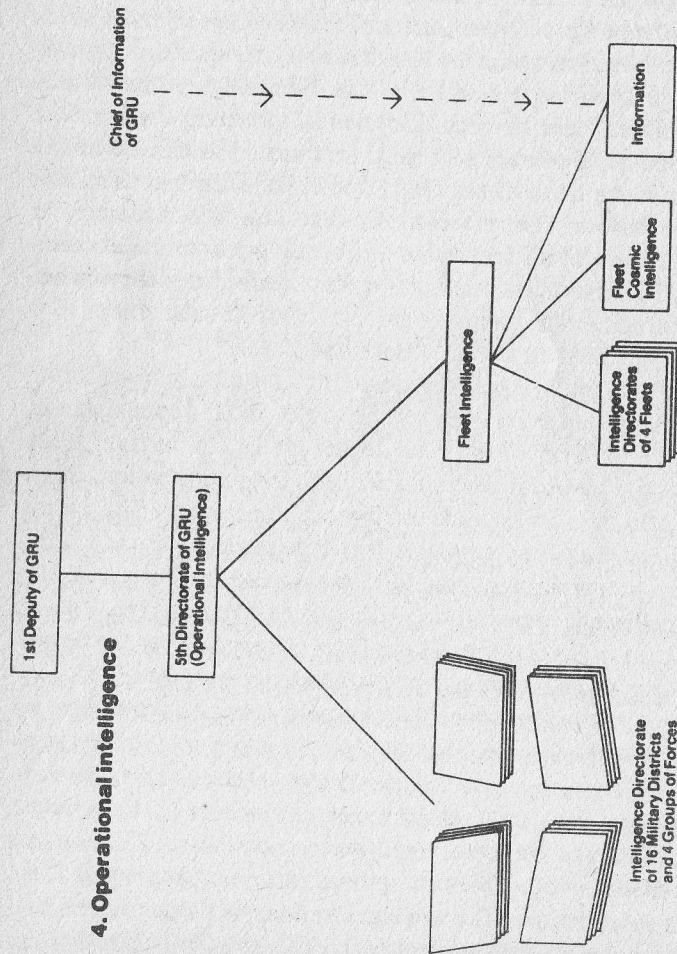 4. Operational intelligence
1st Deputy of GRU
5th Directorate of GRU
(Operational Intelligence)
Chief of Information
of GRU
Fleet Intelligence
Intelligence Directorate
of 16 Military Districts
and 4 Groups of Forces
Intelligence
Directorates
of 4 Fleets
Fleet
Cosmic
Intelligence
Information